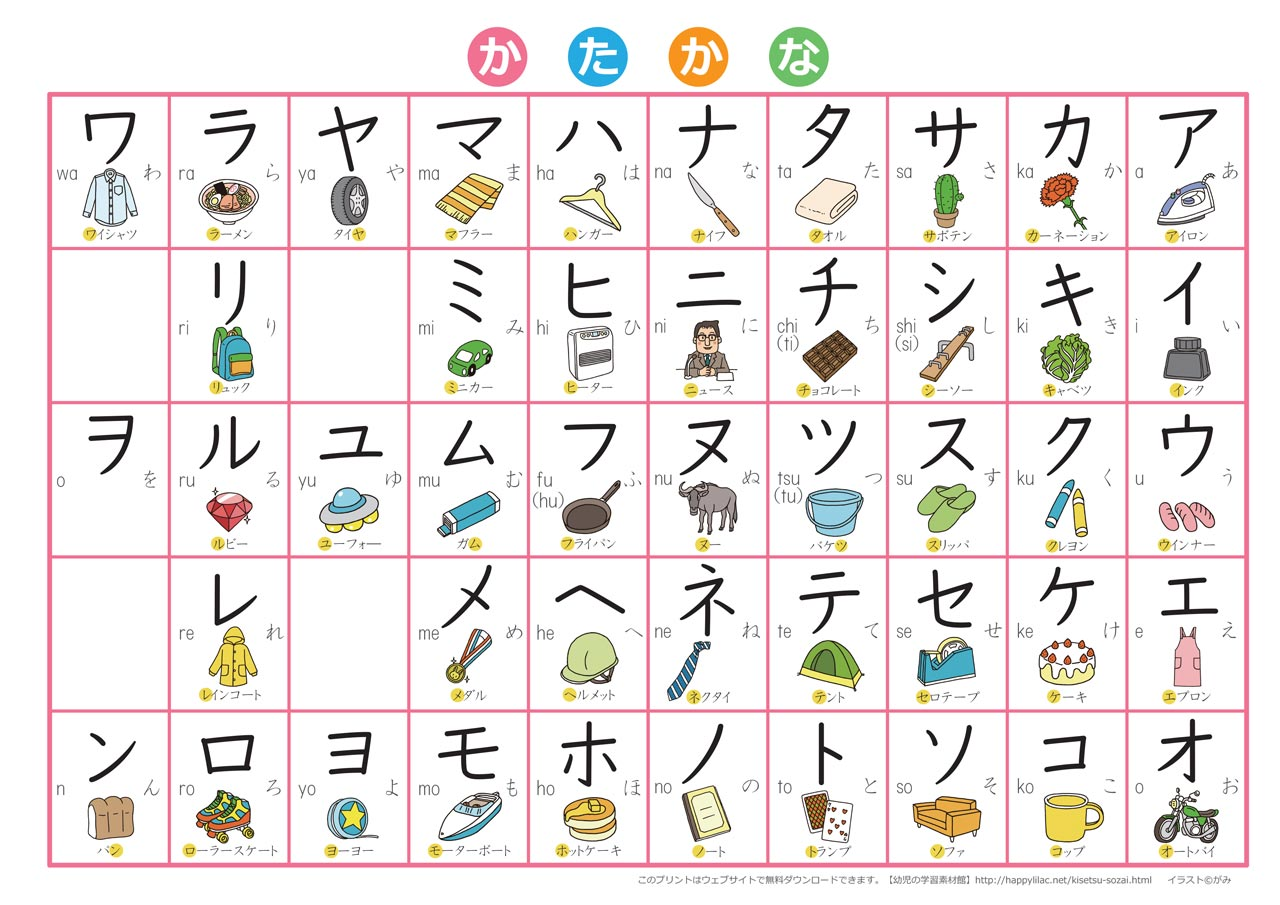 かたかな
ア a あ アイロン
カ ka か カーネーション
サ sa さ サボテン
タ ta た タオル
ナ na な ナイフ
ハ ha は ハンガー
マ ma ま マフラー
ヤ ya や タイヤ
ラ ra ら ラーメン
ワ wa わ ワイシャツ
イ i い インク
キ ki き キャベツ
シ shi (si) し シーソー
チ chi (ti) ち チョコレート
ニ ni に ニュース
ヒ hi ひ ヒーター
ミ mi み ミニカー
リ ri り リュック
ウ u う ウインナー
ク ku く クレヨン
ス su す スリッパ
ツ tsu (tu) つ バケツ
ヌ nu ぬ ヌー
フ fu (hu) ふ フライパン
ム mu む ガム
ユ yu ゆ ユーフォー
ル ru る ルビー
ヲ o を
エ e え エプロン
ケ ke け ケーキ
セ se せ セロテープ
テ te て テント
ネ ne ね ネクタイ
ヘ he へ ヘルメット
メ me め メダル
レ re れ レインコート
オ o お オートバイ
コ ko こ コップ
ソ so そ ソファ
ト to と トランプ
ノ no の ノート
ホ ho ほ ホットケーキ
モ mo も モーターボート
ヨ yo よ ヨーヨー
ロ ro ろ ローラースケート
ン n ん パン
このプリントはウェブサイトで無料ダウンロードできます。【幼児の学習素材館】http://happylilac.net/kisetsu-sozai.html イラスト©がみ